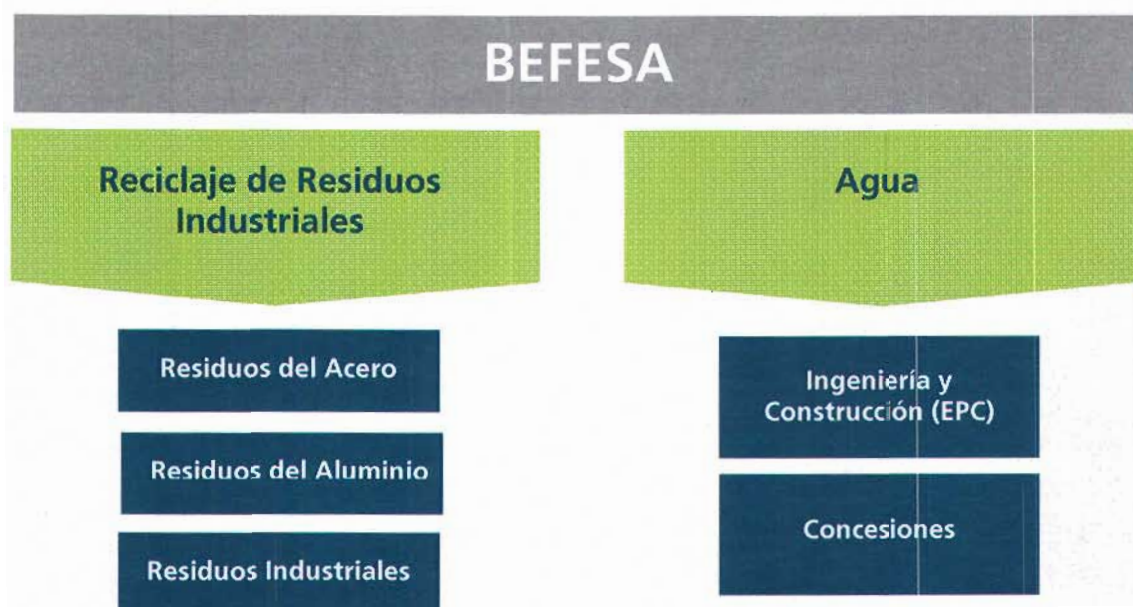 BEFESA
Reciclaje de Residuos
Industriales
Residuos del Acero
Residuos del Aluminio
Residuos Industriales
Agua
Ingeniería y
Construcción (EPC)
Concesiones